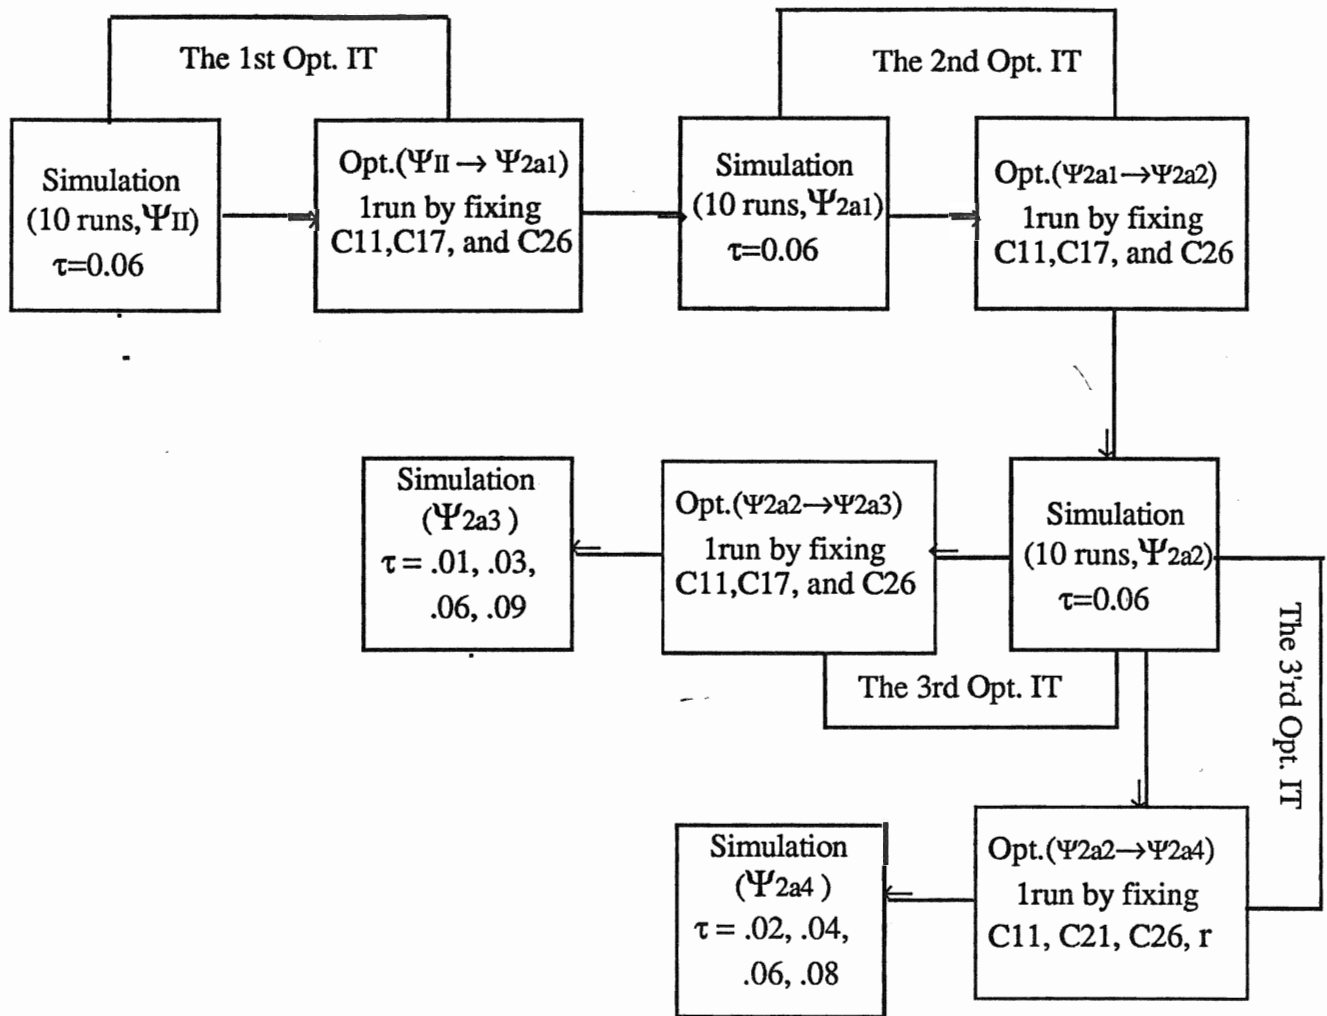 The 1st Opt. IT
The 2nd Opt. IT
Simulation
(10 runs,ΨII)
τ=0.06
Opt.(ΨII→ Ψ2a1)
1run by fixing
C11,C17, and C26
Simulation
(10 runs,Ψ2a1)
τ=0.06
Opt.(Ψ2a1→Ψ2a2)
1run by fixing
C11,C17, and C26
Simulation
(Ψ2a3 )
τ = .01, .03,
.06, .09
Opt.(Ψ2a2→Ψ2a3)
1run by fixing
C11,C17, and C26
Simulation
(10 runs,Ψ2a2)
τ=0.06
The 3rd Opt. IT
The 3'rd Opt. IT
Simulation
(Ψ2a4 )
τ = .02, .04,
.06, .08
Opt.(Ψ2a2→Ψ2a4)
1run by fixing
C11, C21, C26, r